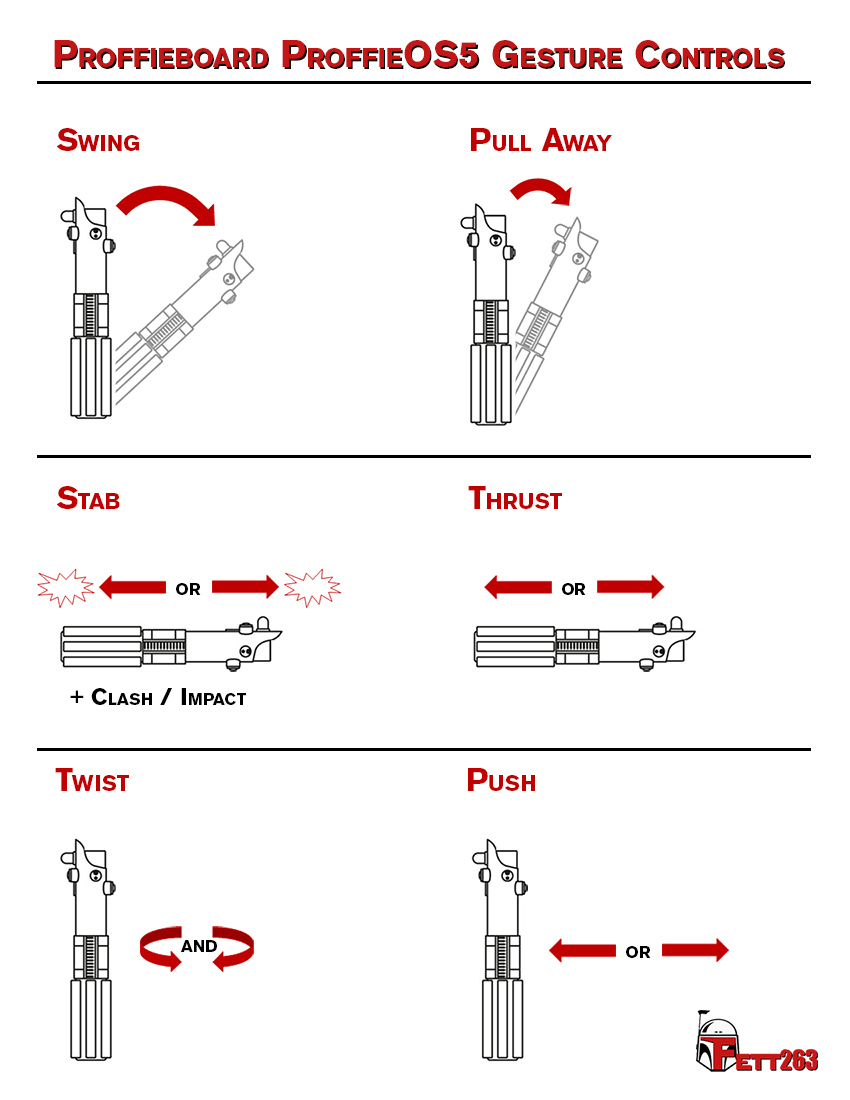 Proffieboard ProffieOS5 Gesture Controls
Swing
Pull Away
Stab
Thrust
OR
OR
+ Clash / Impact
Twist
Push
AND
OR
Fett263